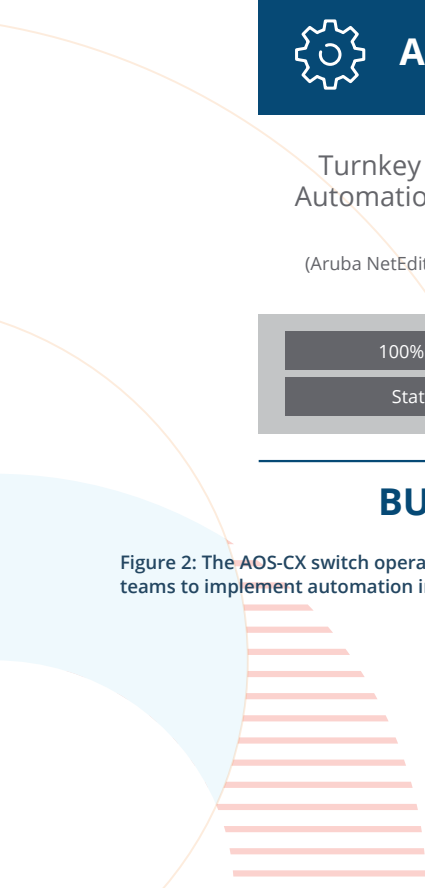 A
Turnkey
Automatio
(Aruba NetEdit
100%
Stat
BU
Figure 2: The AOS-CX switch opera
teams to implement automation i